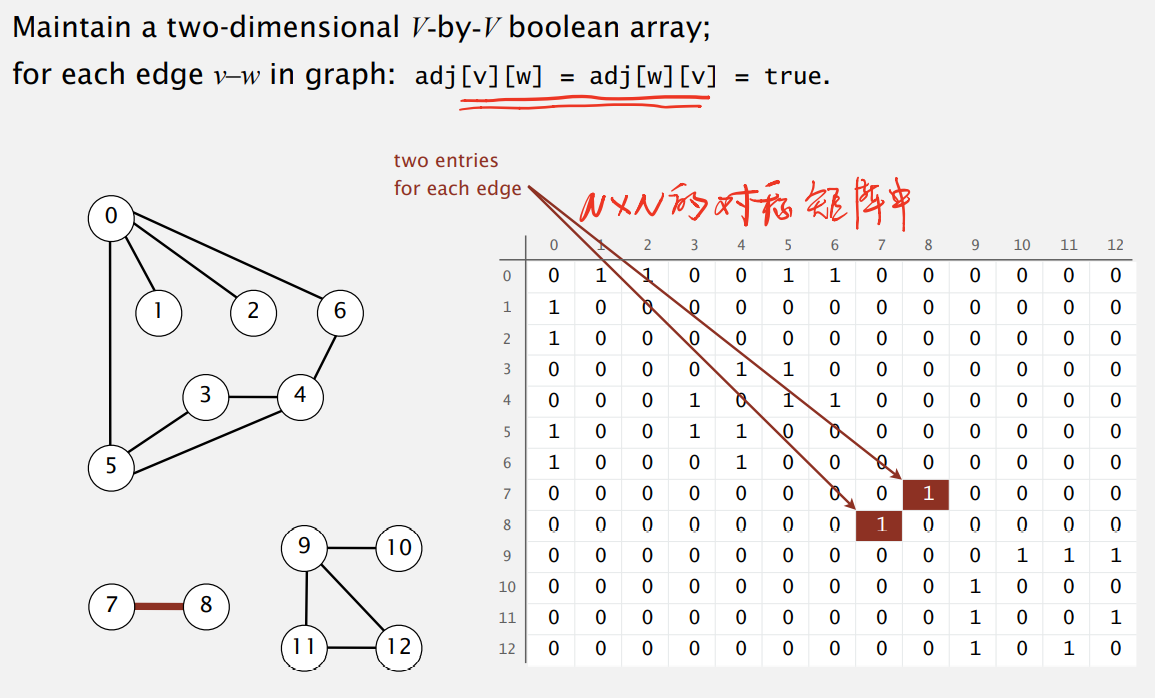 Maintain a two-dimensional V-by-V boolean array;
for each edge v–w in graph: adj[v][w] = adj[w][v] = true.
two entries
for each edge
N×N的对称矩阵中
0
1
2
6
3
4
5
9
10
7
8
11
12
0 1 2 3 4 5 6 7 8 9 10 11 12
0 0 1 1 0 0 1 1 0 0 0 0 0 0
1 1 0 0 0 0 0 0 0 0 0 0 0 0
2 1 0 0 0 0 0 0 0 0 0 0 0 0
3 0 0 0 0 1 1 0 0 0 0 0 0 0
4 0 0 0 1 0 1 1 0 0 0 0 0 0
5 1 0 0 1 1 0 0 0 0 0 0 0 0
6 1 0 0 0 1 0 0 0 0 0 0 0 0
7 0 0 0 0 0 0 0 0 1 0 0 0 0
8 0 0 0 0 0 0 0 1 0 0 0 0 0
9 0 0 0 0 0 0 0 0 0 0 1 1 1
10 0 0 0 0 0 0 0 0 0 1 0 0 0
11 0 0 0 0 0 0 0 0 0 1 0 0 1
12 0 0 0 0 0 0 0 0 0 1 0 1 0